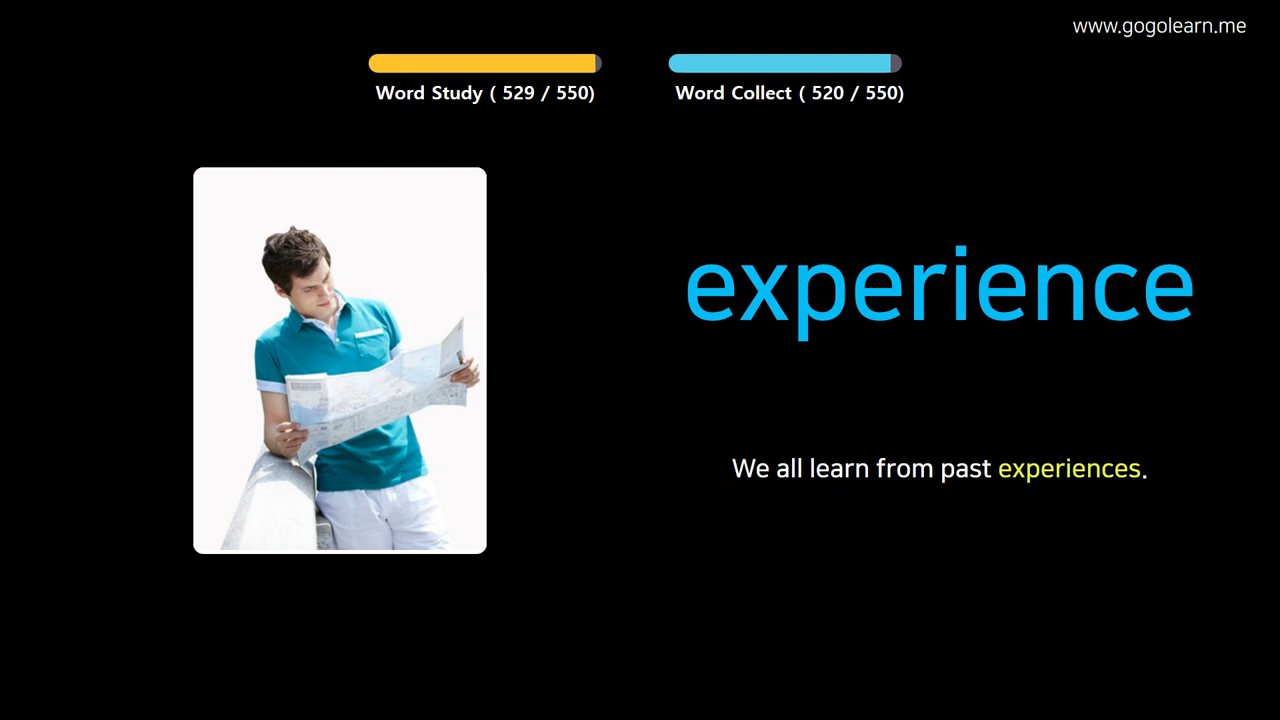 www.gogolearn.me
Word Study ( 529 / 550)
Word Collect ( 520 / 550)
experience
We all learn from past experiences.